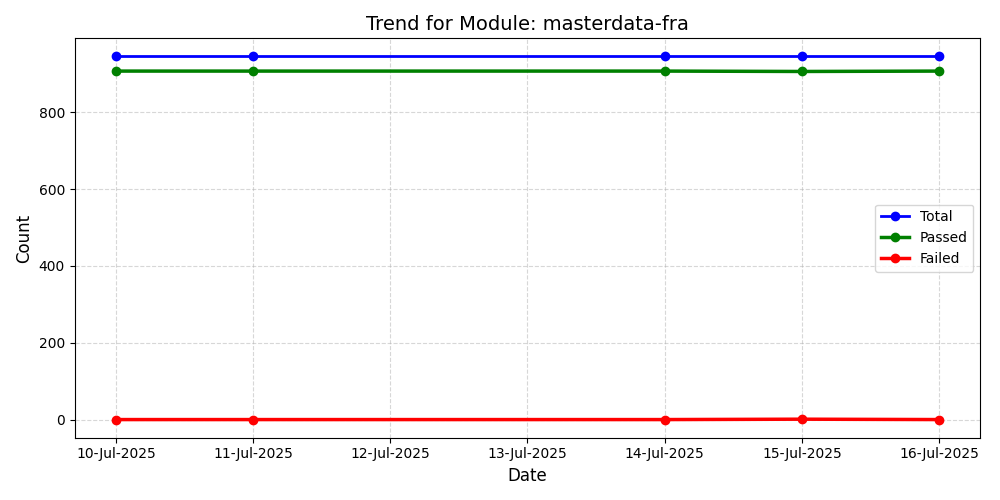 Trend for Module: masterdata-fra
Count
800
600
400
200
0
Total
Passed
Failed
10-Jul-2025 11-Jul-2025 12-Jul-2025 13-Jul-2025 14-Jul-2025 15-Jul-2025 16-Jul-2025
Date